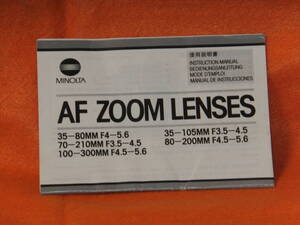 使用説明書
INSTRUCTION MANUAL
BEDIENUNGSANLEITUNG
MODE D'EMPLOI
MANUAL DE INSTRUCCIONES
MINOLTA
AF ZOOM LENSES
35—80MM F4—5.6
70—210MM F3.5—4.5
100—300MM F4.5—5.6
35—105MM F3.5—4.5
80—200MM F4.5—5.6